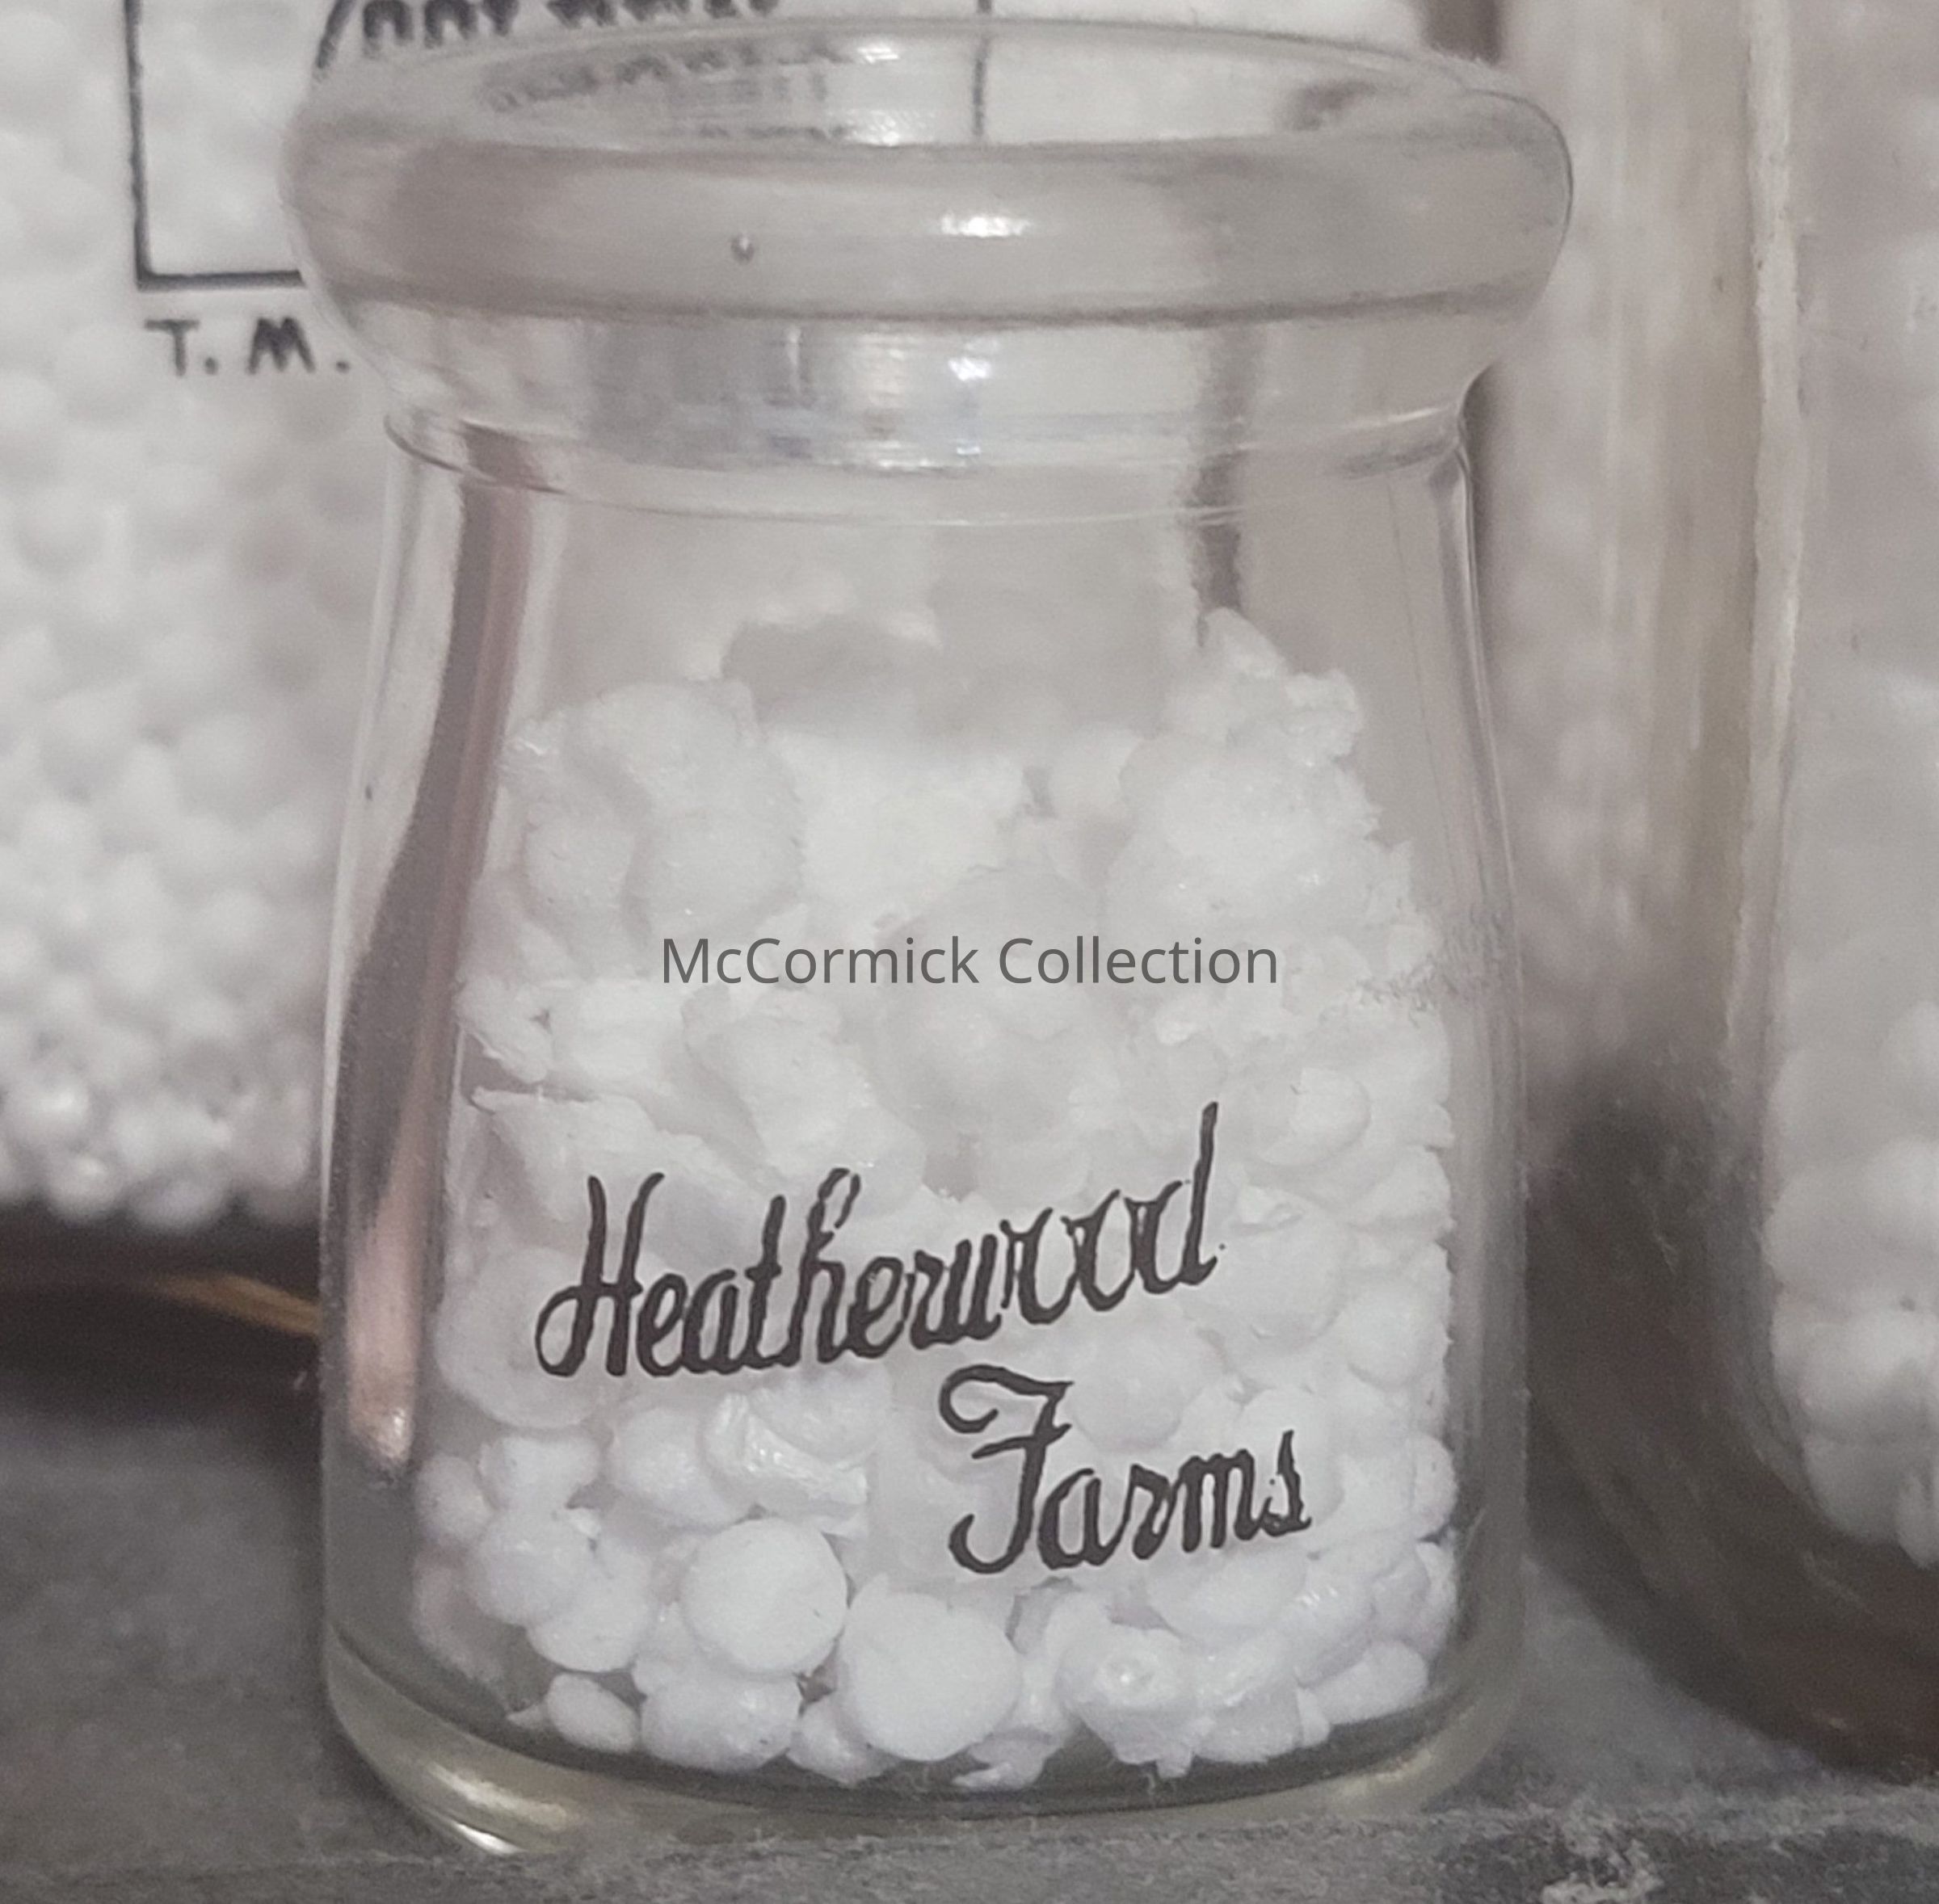 T. M.
McCormick Collection
Heatherwood
Farms